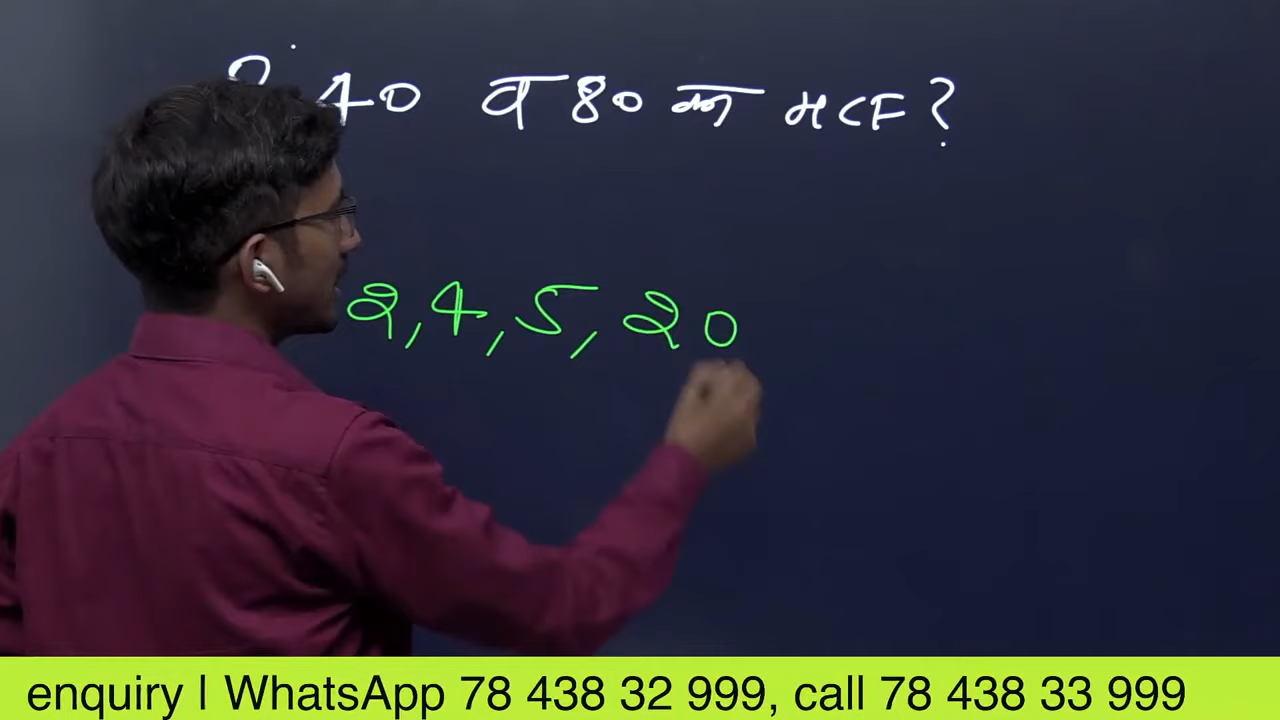 40 व 80 का HCF?
2, 4, 5, 20
enquiry | WhatsApp 78 438 32 999, call 78 438 33 999